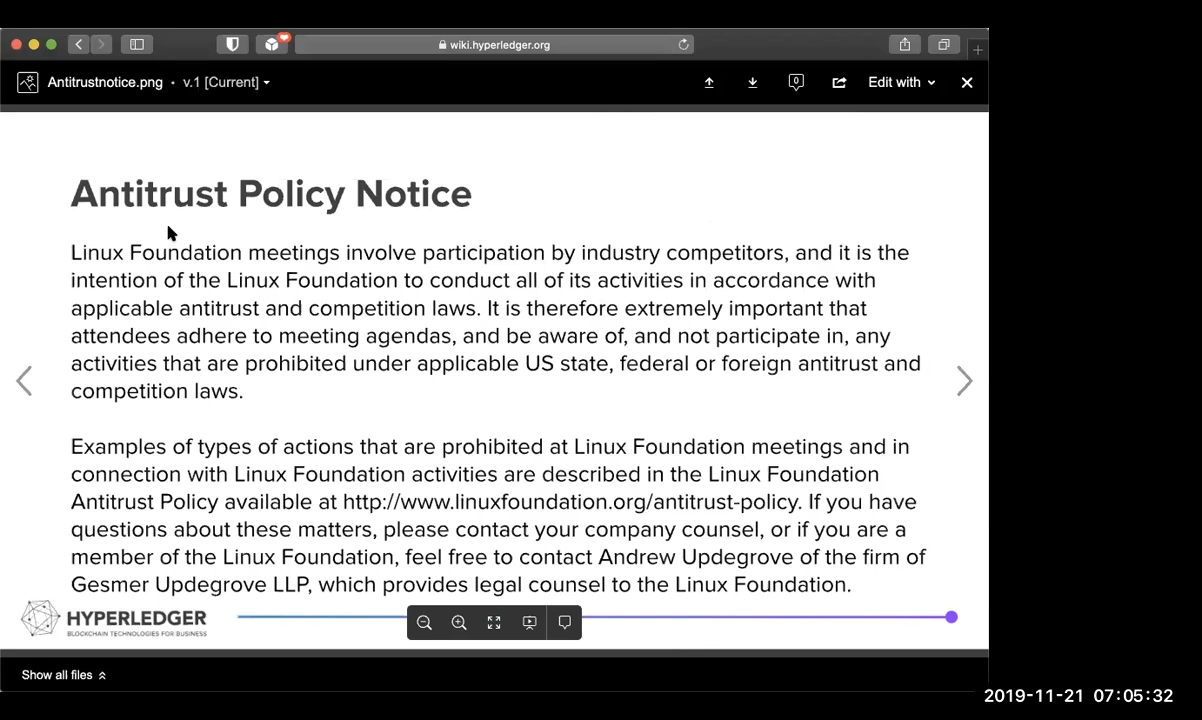 wiki.hyperledger.org
Antitrustnotice.png • v.1 [Current]
0
Edit with
Antitrust Policy Notice
Linux Foundation meetings involve participation by industry competitors, and it is the
intention of the Linux Foundation to conduct all of its activities in accordance with
applicable antitrust and competition laws. It is therefore extremely important that
attendees adhere to meeting agendas, and be aware of, and not participate in, any
activities that are prohibited under applicable US state, federal or foreign antitrust and
competition laws.
Examples of types of actions that are prohibited at Linux Foundation meetings and in
connection with Linux Foundation activities are described in the Linux Foundation
Antitrust Policy available at http://www.linuxfoundation.org/antitrust-policy. If you have
questions about these matters, please contact your company counsel, or if you are a
member of the Linux Foundation, feel free to contact Andrew Updegrove of the firm of
Gesmer Updegrove LLP, which provides legal counsel to the Linux Foundation.
HYPERLEDGER
BLOCKCHAIN TECHNOLOGIES FOR BUSINESS
Show all files
2019-11-21 07:05:32